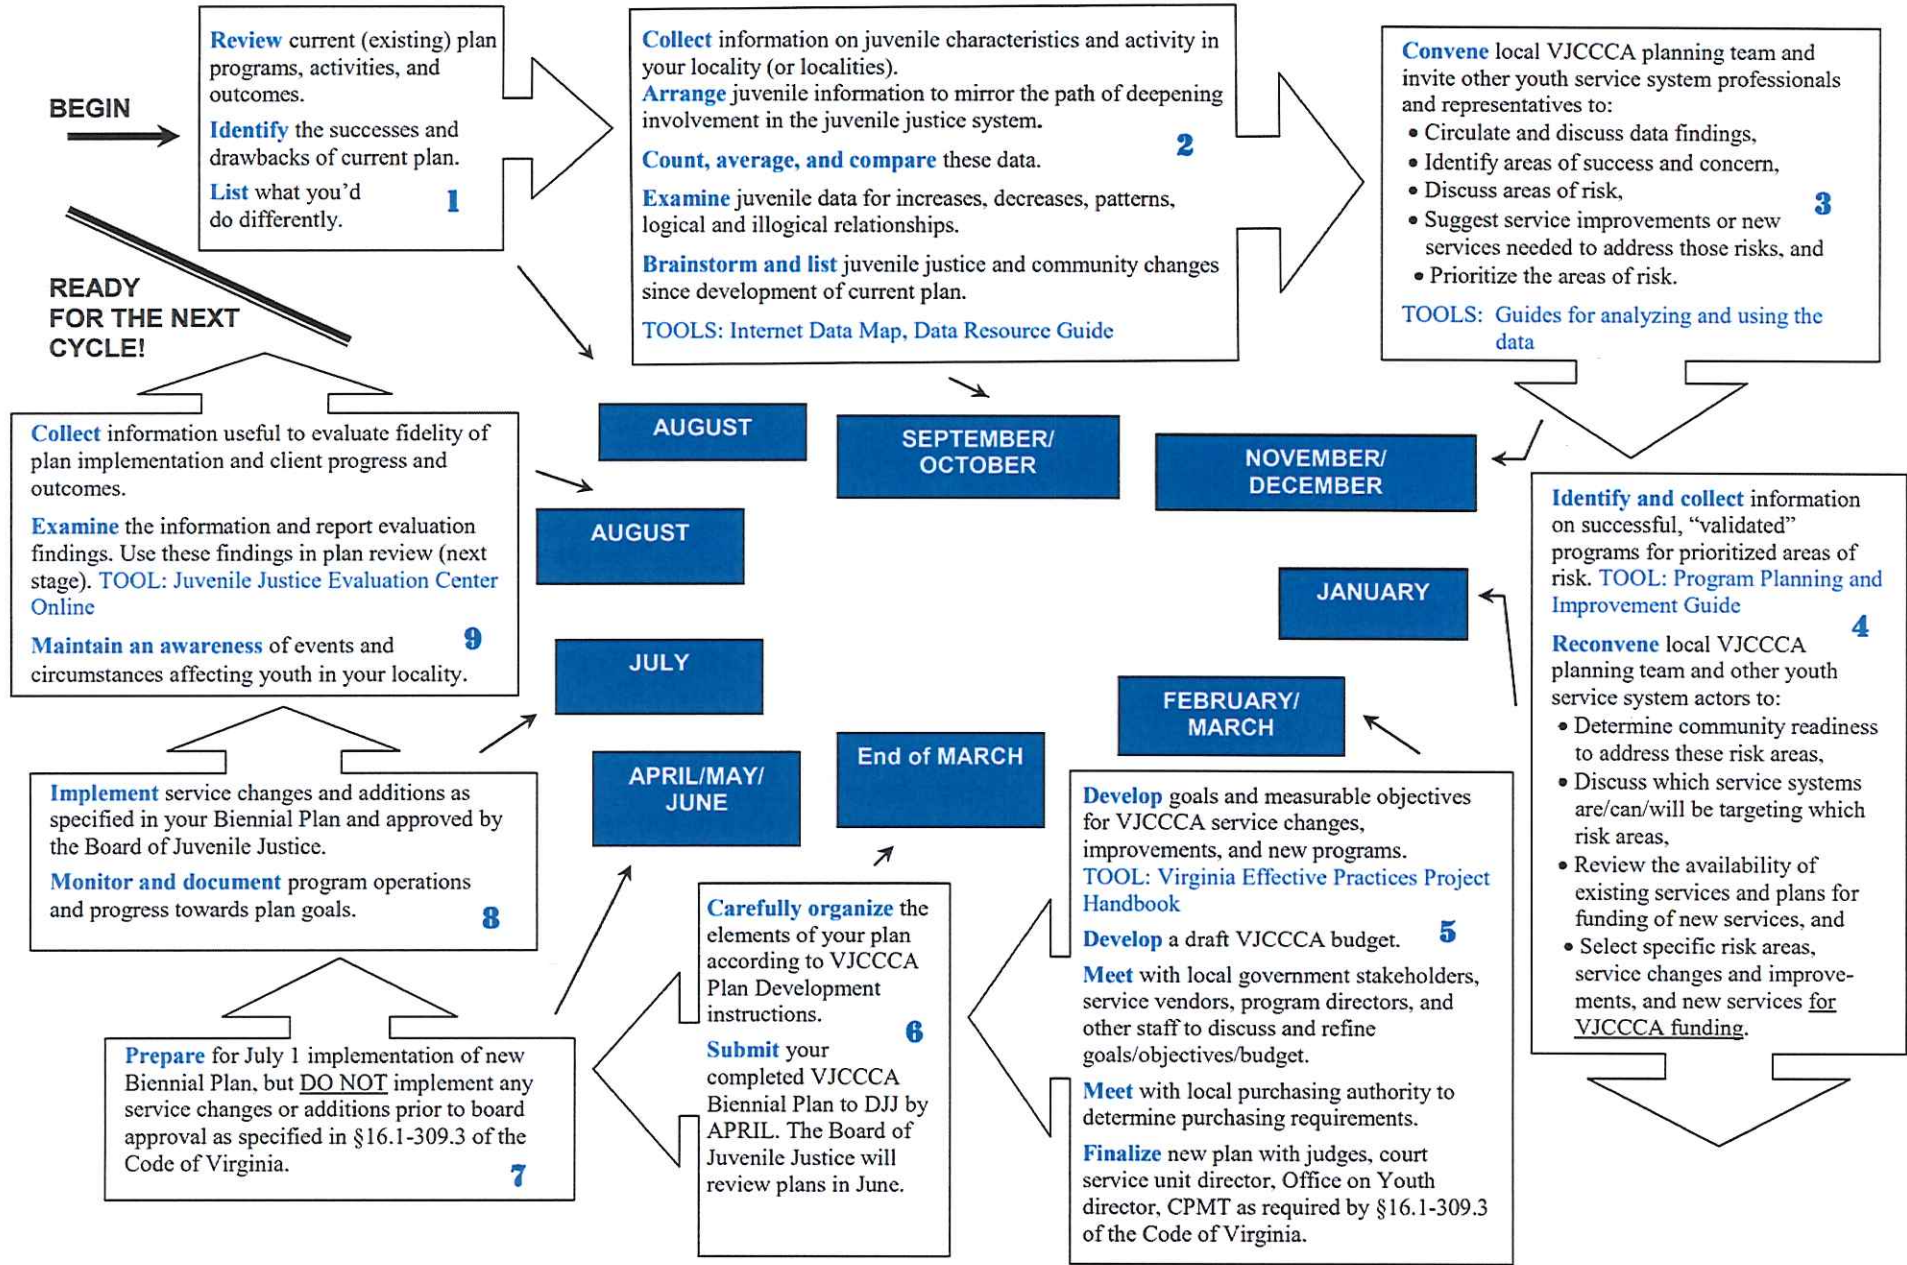 BEGIN
Review current (existing) plan
programs, activities, and
outcomes.
Identify the successes and
drawbacks of current plan.
List what you'd
do differently.
1
Collect information on juvenile characteristics and activity in
your locality (or localities).
Arrange juvenile information to mirror the path of deepening
involvement in the juvenile justice system.
Count, average, and compare these data.
2
Examine juvenile data for increases, decreases, patterns,
logical and illogical relationships.
Brainstorm and list juvenile justice and community changes
since development of current plan.
TOOLS: Internet Data Map, Data Resource Guide
Convene local VJCCCA planning team and
invite other youth service system professionals
and representatives to:
• Circulate and discuss data findings,
• Identify areas of success and concern,
• Discuss areas of risk,
• Suggest service improvements or new
services needed to address those risks, and
• Prioritize the areas of risk.
3
TOOLS: Guides for analyzing and using the
data
READY
FOR THE NEXT
CYCLE!
AUGUST
SEPTEMBER/
OCTOBER
NOVEMBER/
DECEMBER
JANUARY
FEBRUARY/
MARCH
End of MARCH
APRIL/MAY/
JUNE
JULY
AUGUST
Identify and collect information
on successful, “validated”
programs for prioritized areas of
risk. TOOL: Program Planning and
Improvement Guide
4
Reconvene local VJCCCA
planning team and other youth
service system actors to:
• Determine community readiness
to address these risk areas,
• Discuss which service systems
are/can/will be targeting which
risk areas,
• Review the availability of
existing services and plans for
funding of new services, and
• Select specific risk areas,
service changes and improve-
ments, and new services for
VJCCCA funding.
Develop goals and measurable objectives
for VJCCCA service changes,
improvements, and new programs.
TOOL: Virginia Effective Practices Project
Handbook
Develop a draft VJCCCA budget.
5
Meet with local government stakeholders,
service vendors, program directors, and
other staff to discuss and refine
goals/objectives/budget.
Meet with local purchasing authority to
determine purchasing requirements.
Finalize new plan with judges, court
service unit director, Office on Youth
director, CPMT as required by §16.1-309.3
of the Code of Virginia.
Carefully organize the
elements of your plan
according to VJCCCA
Plan Development
instructions.
6
Submit your
completed VJCCCA
Biennial Plan to DJJ by
APRIL. The Board of
Juvenile Justice will
review plans in June.
Prepare for July 1 implementation of new
Biennial Plan, but DO NOT implement any
service changes or additions prior to board
approval as specified in §16.1-309.3 of the
Code of Virginia.
7
Implement service changes and additions as
specified in your Biennial Plan and approved by
the Board of Juvenile Justice.
Monitor and document program operations
and progress towards plan goals.
8
Collect information useful to evaluate fidelity of
plan implementation and client progress and
outcomes.
Examine the information and report evaluation
findings. Use these findings in plan review (next
stage). TOOL: Juvenile Justice Evaluation Center
Online
9
Maintain an awareness of events and
circumstances affecting youth in your locality.